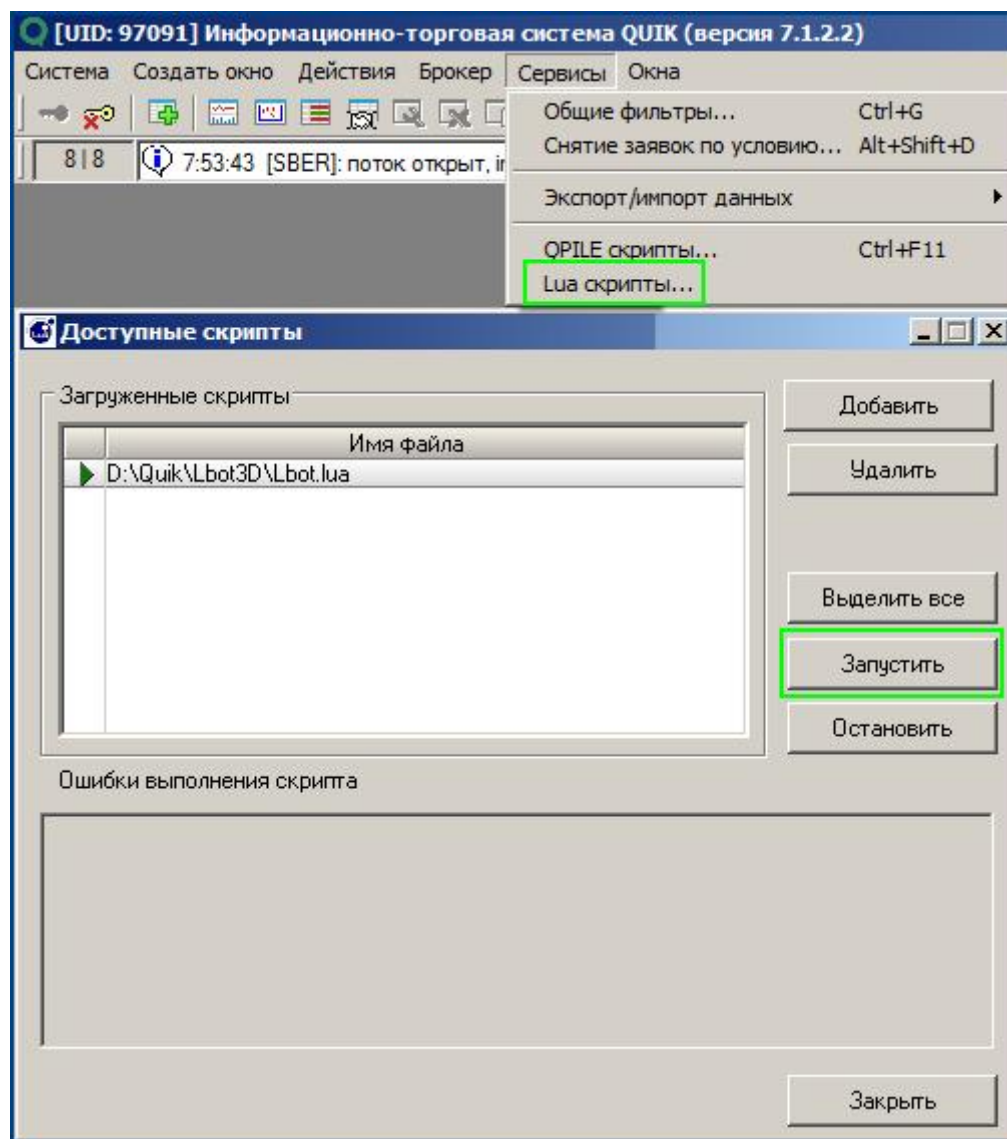 [UID: 97091] Информационно-торговая система QUIK (версия 7.1.2.2)
Система Создать окно Действия Брокер Сервисы Окна
Общие фильтры... Ctrl+G
8|8 7:53:43 [SBER]: поток открыт, Снятие заявок по условию... Alt+Shift+D
Экспорт/импорт данных
QPILE скрипты... Ctrl+F11
Lua скрипты...
Доступные скрипты
Загруженные скрипты
Добавить
Имя файла
D:\Quik\Lbot3D\Lbot.lua
Удалить
Выделить все
Запустить
Остановить
Ошибки выполнения скрипта
Закрыть